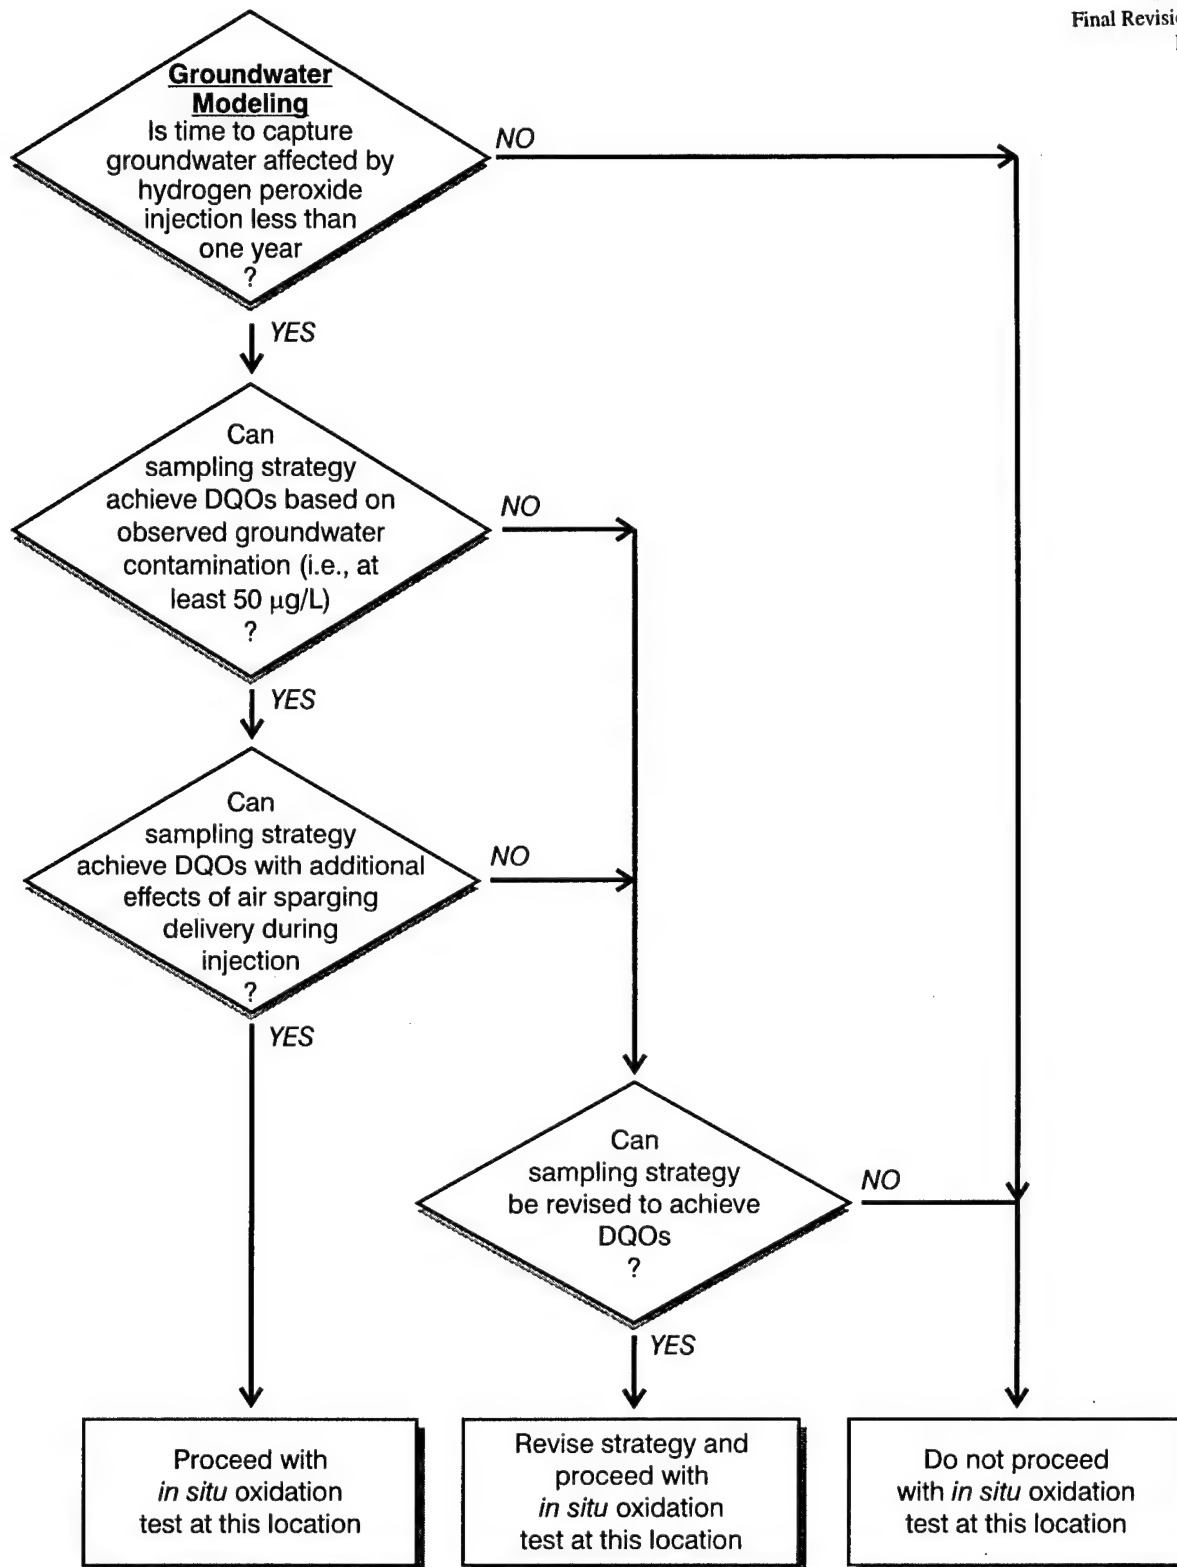 Final Revisi
Groundwater
Modeling
Is time to capture
groundwater affected by
hydrogen peroxide
injection less than
one year
?
NO
YES
Can
sampling strategy
achieve DQOs based on
observed groundwater
contamination (i.e., at
least 50 µg/L)
?
NO
YES
Can
sampling strategy
achieve DQOs with additional
effects of air sparging
delivery during
injection
?
NO
YES
Can
sampling strategy
be revised to achieve
DQOs
?
NO
YES
Proceed with
in situ oxidation
test at this location
Revise strategy and
proceed with
in situ oxidation
test at this location
Do not proceed
with in situ oxidation
test at this location